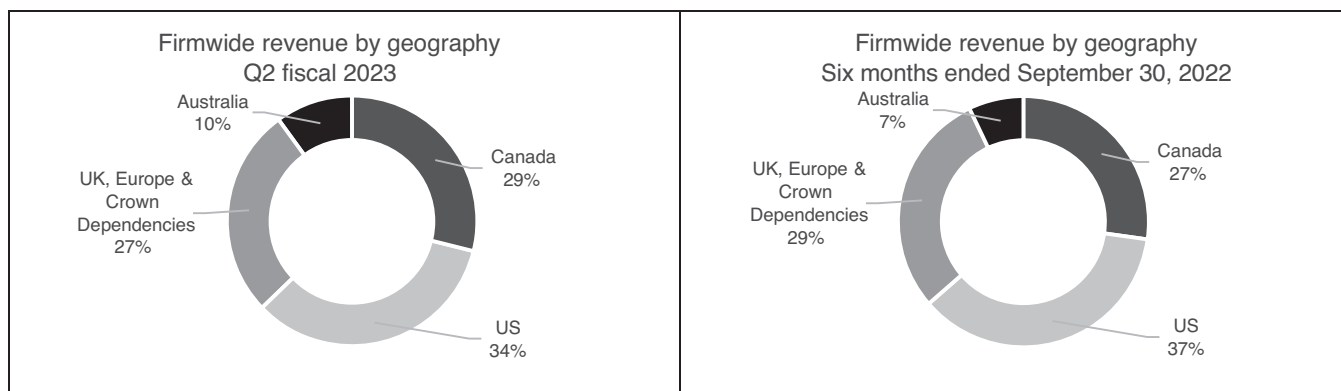 Firmwide revenue by geography
Q2 fiscal 2023
Australia
10%
Canada
29%
UK, Europe &
Crown
Dependencies
27%
US
34%
Firmwide revenue by geography
Six months ended September 30, 2022
Australia
7%
Canada
27%
UK, Europe &
Crown
Dependencies
29%
US
37%